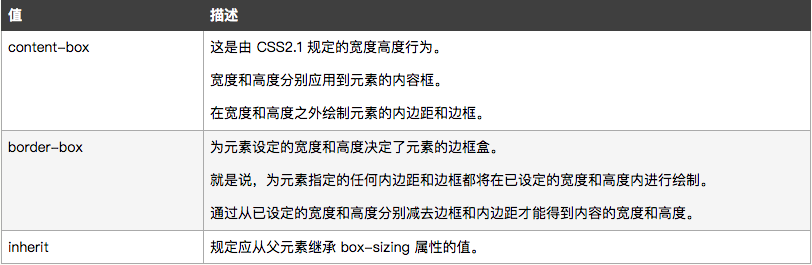 值 描述
content-box 这是由 CSS2.1 规定的宽度高度行为。
宽度和高度分别应用到元素的内容框。
在宽度和高度之外绘制元素的内边距和边框。
border-box 为元素设定的宽度和高度决定了元素的边框盒。
就是说，为元素指定的任何内边距和边框都将在已设定的宽度和高度内进行绘制。
通过从已设定的宽度和高度分别减去边框和内边距才能得到内容的宽度和高度。
inherit 规定应从父元素继承 box-sizing 属性的值。